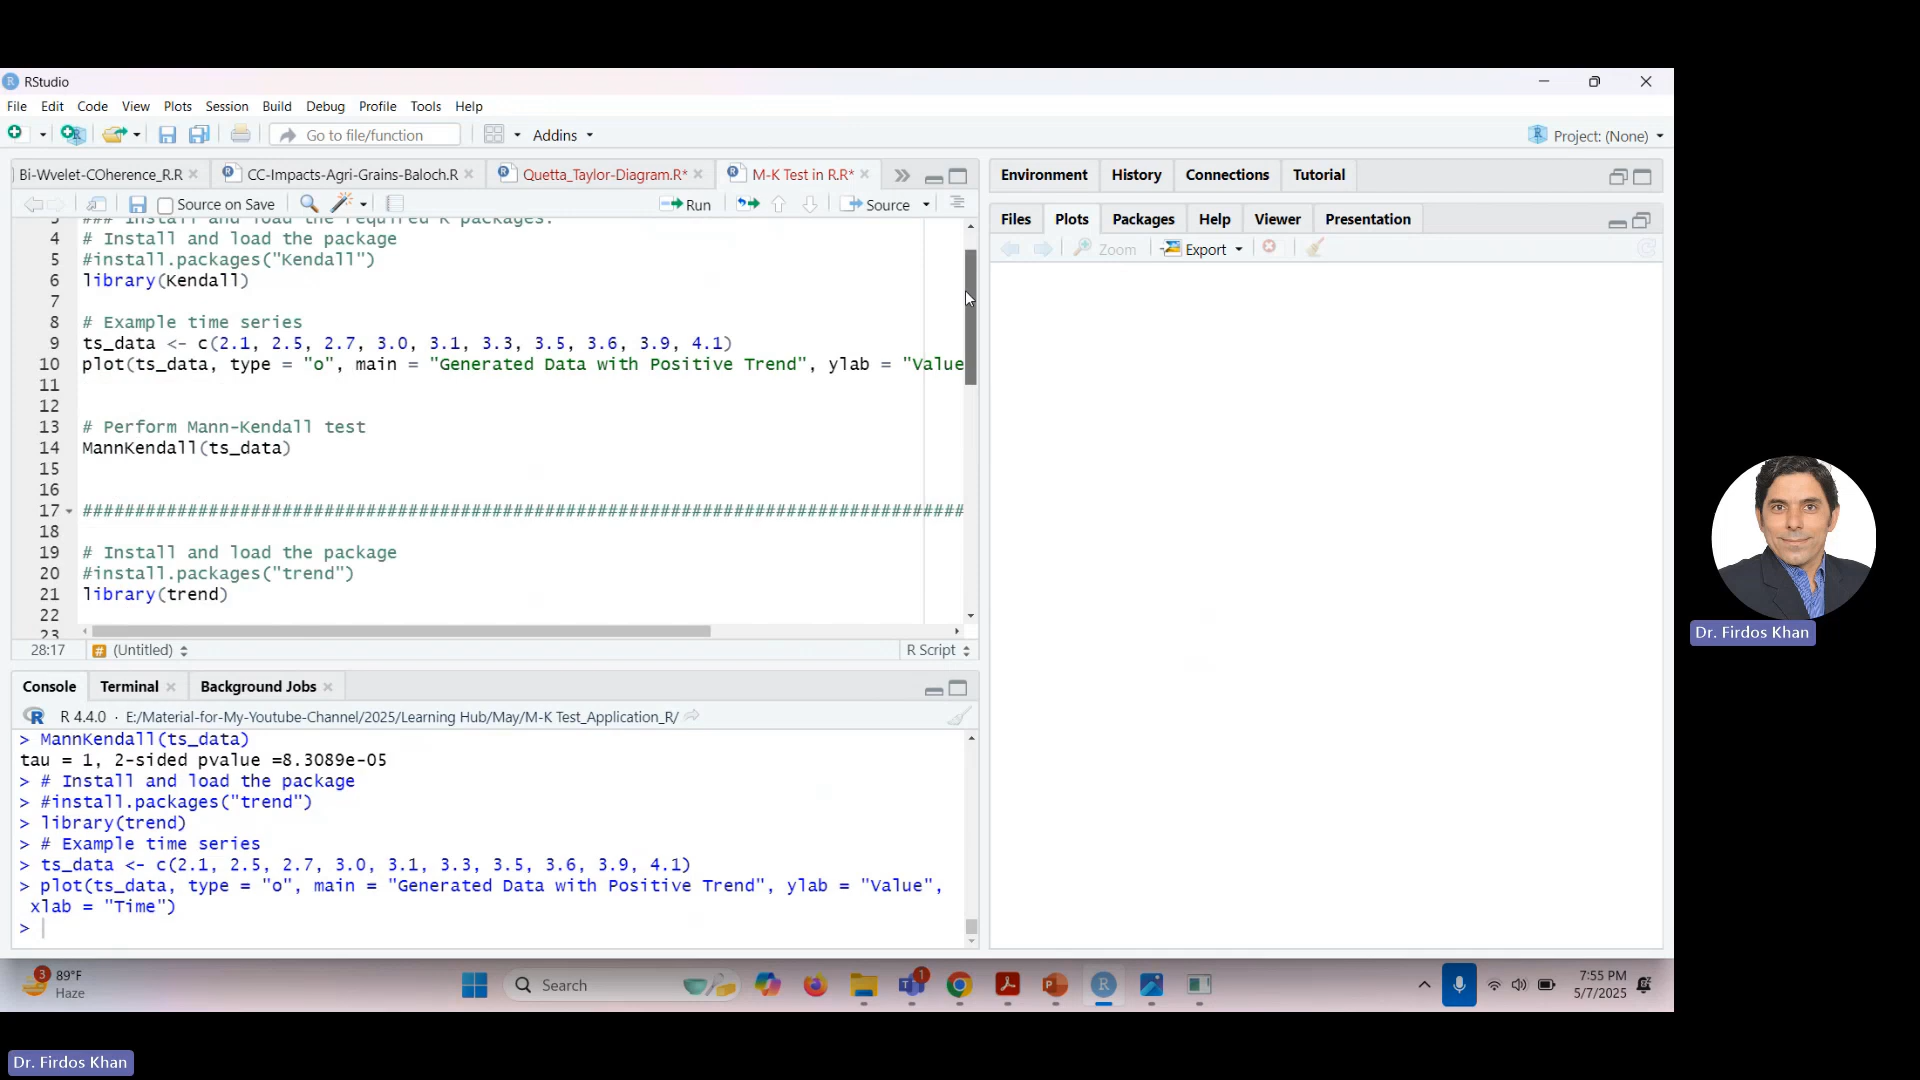 RStudio
File Edit Code View Plots Session Build Debug Profile Tools Help
Go to file/function Addins Project: (None)
Bi-Wvelet-COherence_R.R CC-Impacts-Agri-Grains-Baloch.R Quetta_Taylor-Diagram.R* M-K Test in R.R*
Source on Save Run Source
3 ### Install and load the required R packages:
4 # Install and load the package
5 #install.packages("Kendall")
6 library(Kendall)
7
8 # Example time series
9 ts_data <- c(2.1, 2.5, 2.7, 3.0, 3.1, 3.3, 3.5, 3.6, 3.9, 4.1)
10 plot(ts_data, type = "o", main = "Generated Data with Positive Trend", ylab = "Value
11
12
13 # Perform Mann-Kendall test
14 MannKendall(ts_data)
15
16
17 ####################################################################################
18
19 # Install and load the package
20 #install.packages("trend")
21 library(trend)
22
23
28:17 # (Untitled) R Script
Console Terminal Background Jobs
R 4.4.0 · E:/Material-for-My-Youtube-Channel/2025/Learning Hub/May/M-K Test_Application_R/
> MannKendall(ts_data)
tau = 1, 2-sided pvalue =8.3089e-05
> # Install and load the package
> #install.packages("trend")
> library(trend)
> # Example time series
> ts_data <- c(2.1, 2.5, 2.7, 3.0, 3.1, 3.3, 3.5, 3.6, 3.9, 4.1)
> plot(ts_data, type = "o", main = "Generated Data with Positive Trend", ylab = "Value",
xlab = "Time")
>
Environment History Connections Tutorial
Files Plots Packages Help Viewer Presentation
Zoom Export
Dr. Firdos Khan
3 89°F
Haze
Search
1
7:55 PM
5/7/2025
Dr. Firdos Khan